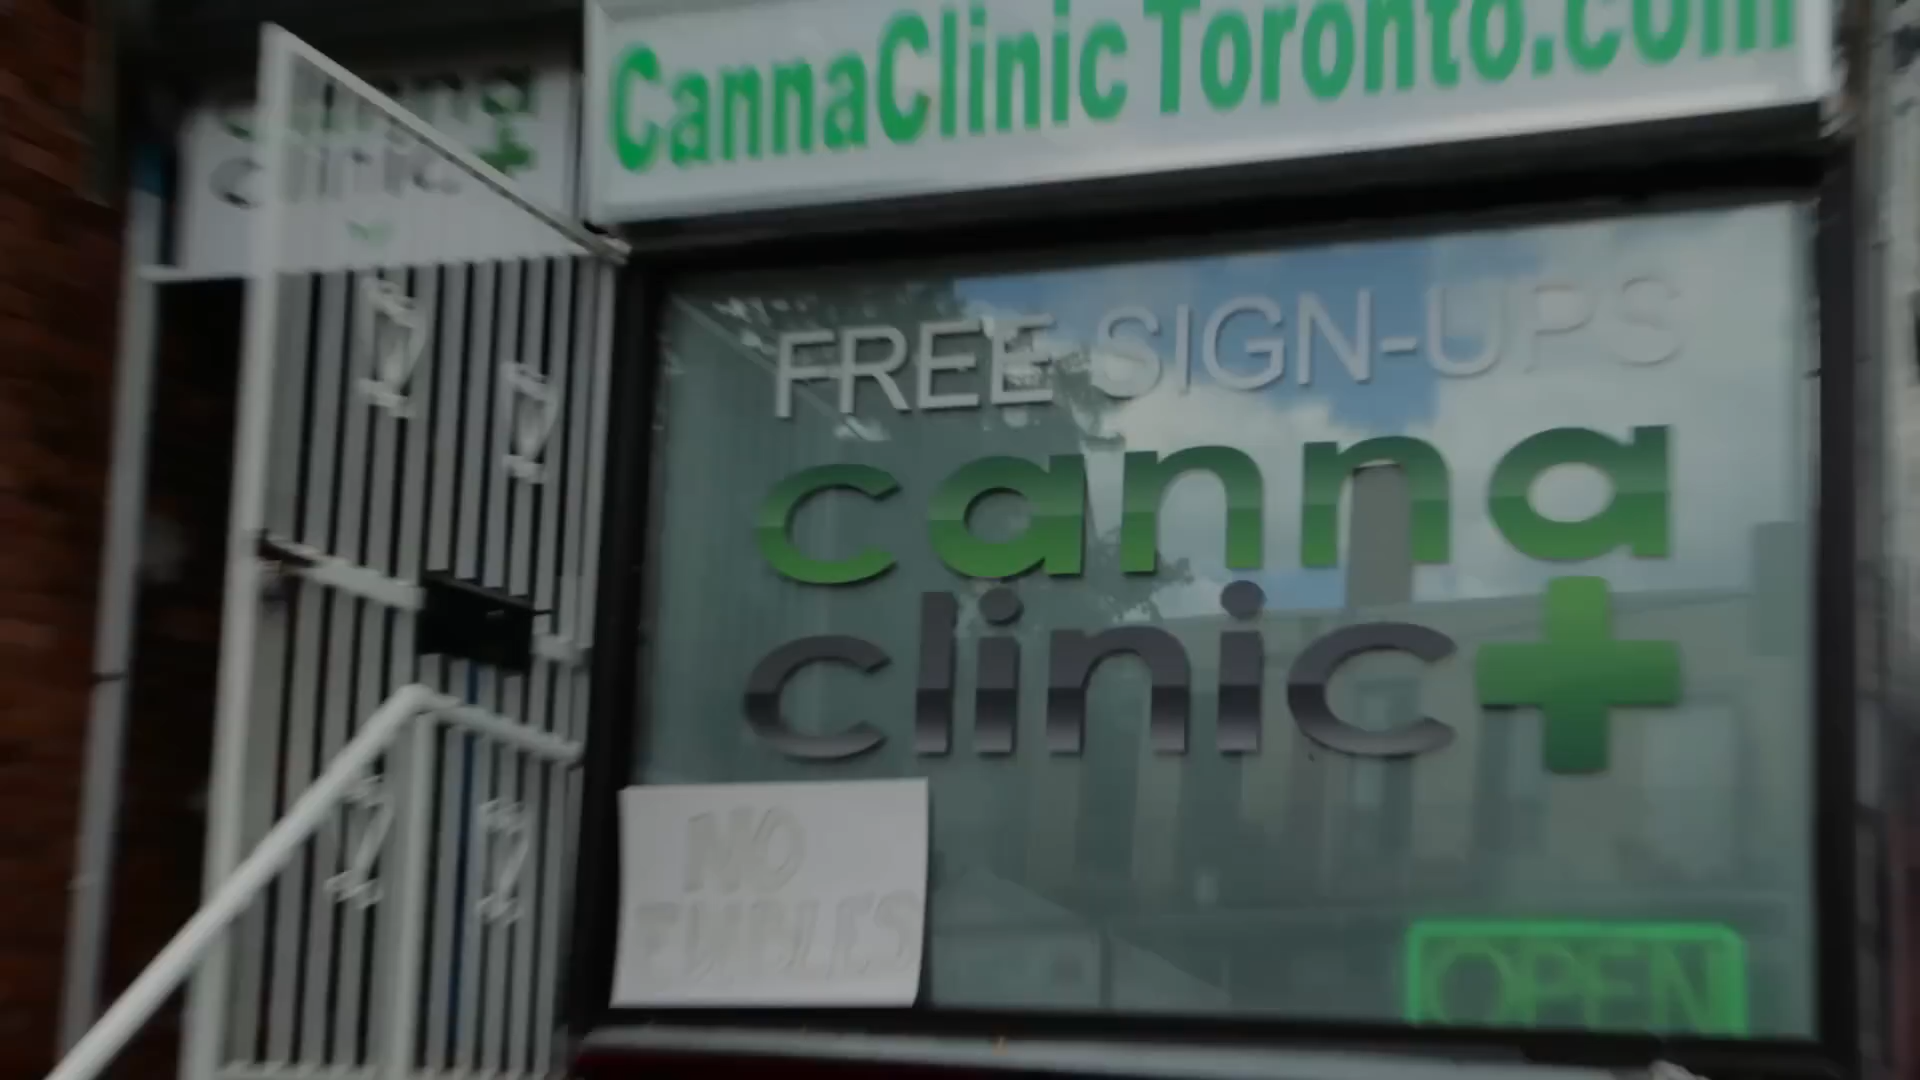 CannaClinicToronto.com
canna
clinic+
FREE SIGN-UPS
canna
clinic+
NO
EDIBLES
OPEN